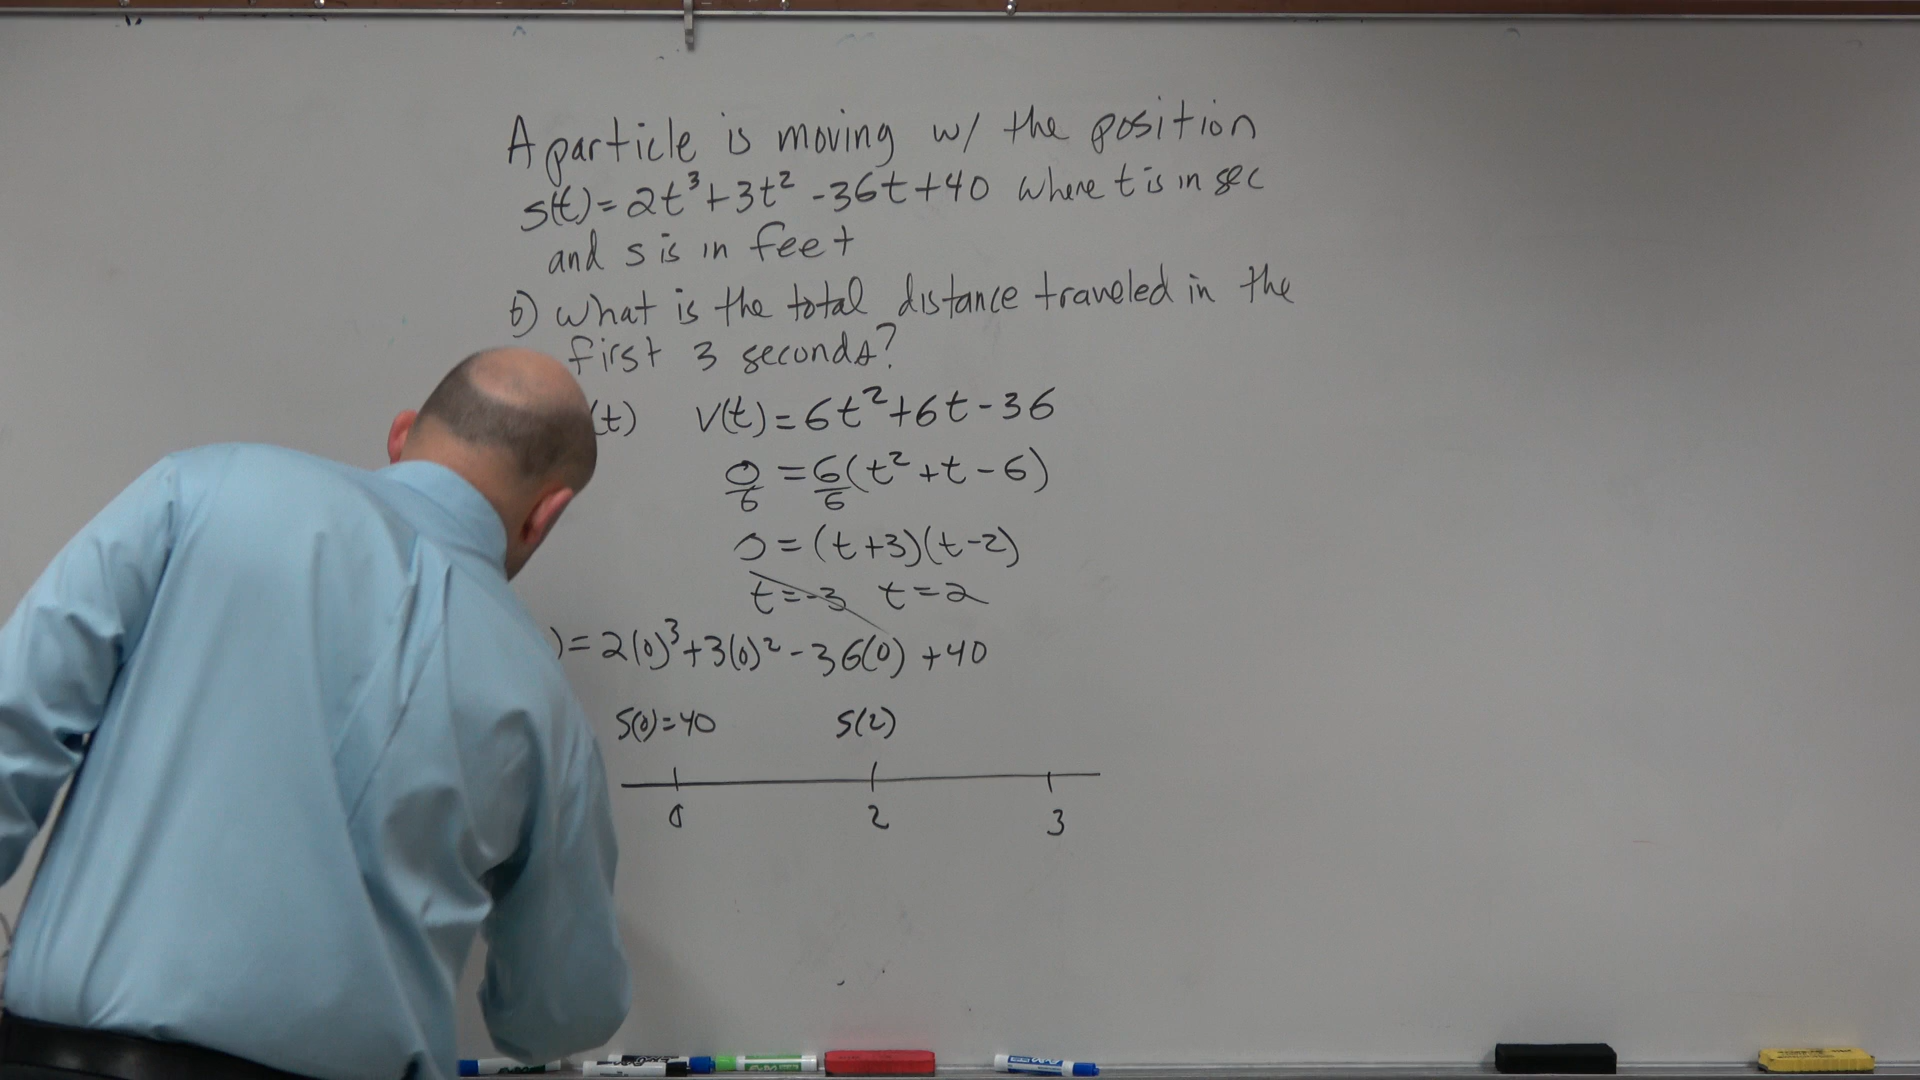 A particle is moving w/ the position
s(t)=2t³+3t²-36t+40 where t is in sec
and s is in feet
b) what is the total distance traveled in the
first 3 seconds?
(t) v(t)=6t²+6t-36
0/6 = 6/6(t²+t-6)
0=(t+3)(t-2)
t=-3 t=2
)=2(0)³+3(0)²-36(0)+40
S(0)=40 S(2)
0 2 3